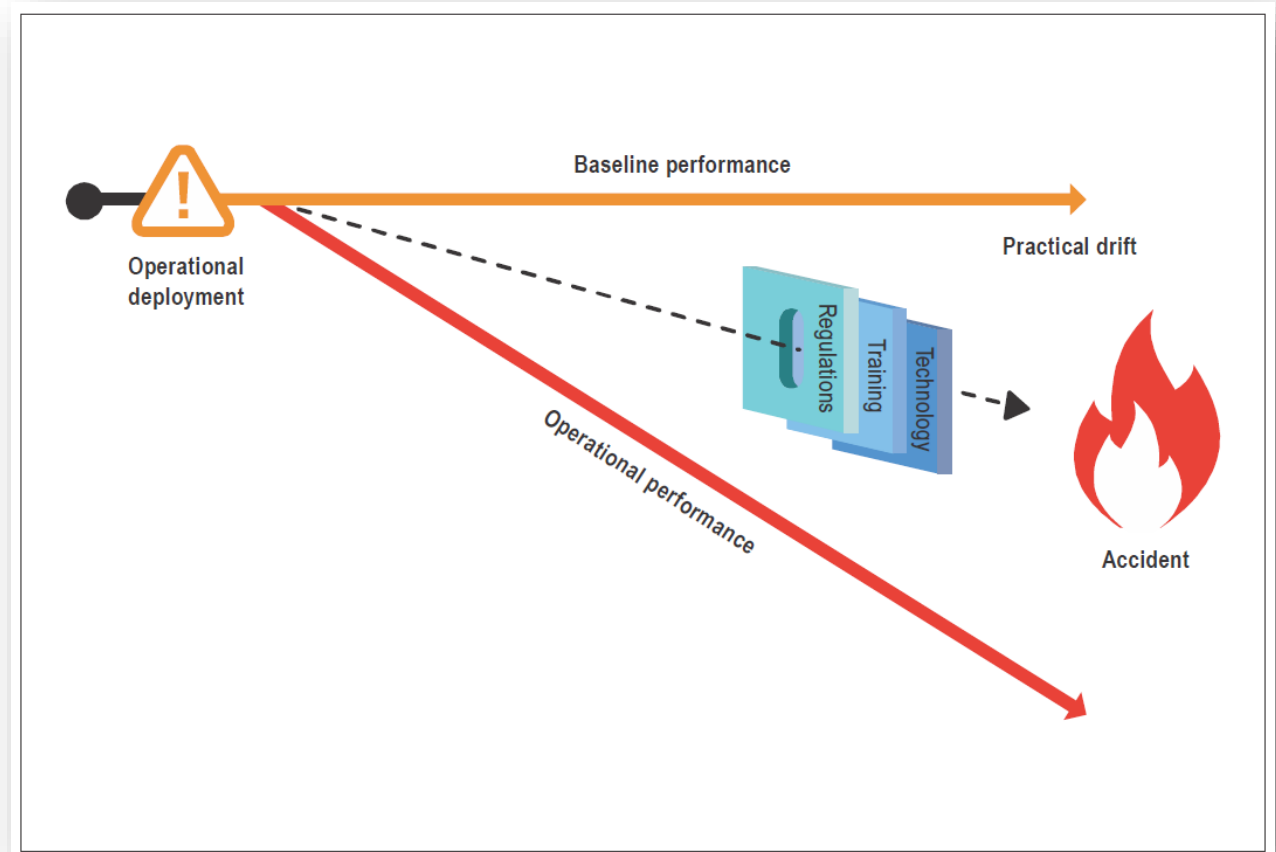 Baseline performance
Practical drift
Operational
deployment
Regulations
Training
Technology
Operational performance
Accident